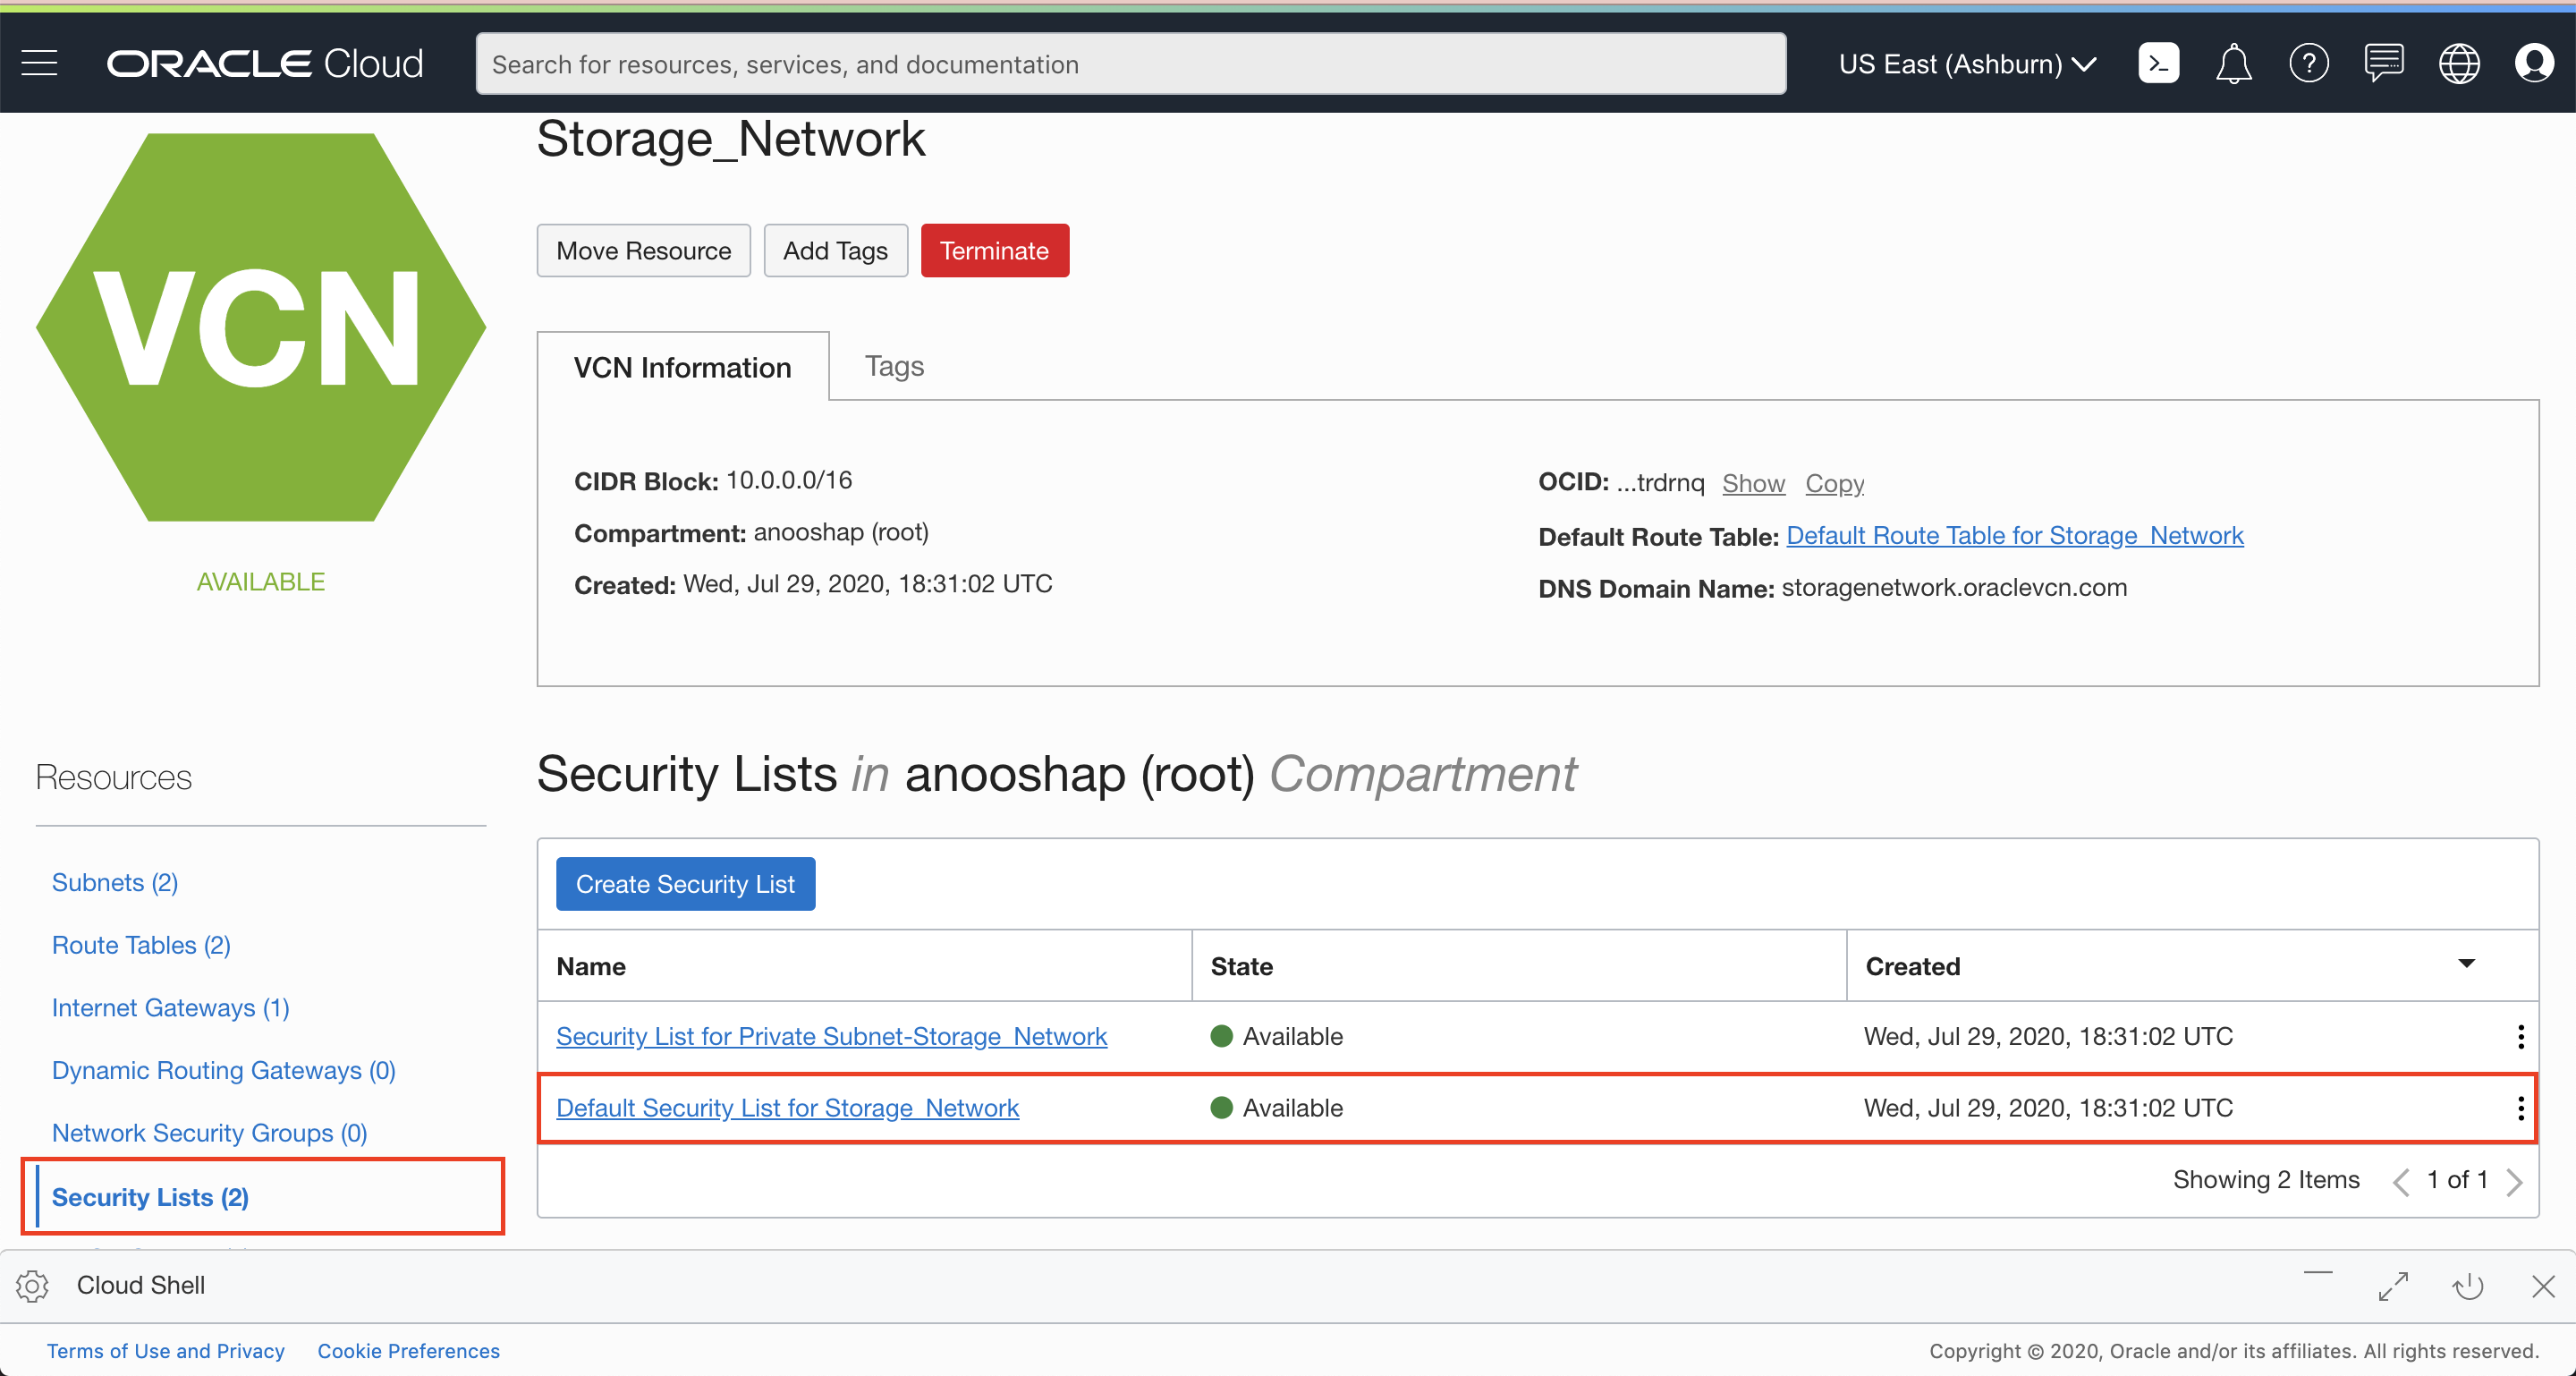 ORACLE Cloud
Search for resources, services, and documentation
US East (Ashburn)
Storage_Network
Move Resource
Add Tags
Terminate
VCN
AVAILABLE
VCN Information
Tags
CIDR Block: 10.0.0.0/16
Compartment: anooshap (root)
Created: Wed, Jul 29, 2020, 18:31:02 UTC
OCID: ...trdrnq Show Copy
Default Route Table: Default Route Table for Storage_Network
DNS Domain Name: storagenetwork.oraclevcn.com
Resources
Subnets (2)
Route Tables (2)
Internet Gateways (1)
Dynamic Routing Gateways (0)
Network Security Groups (0)
Security Lists (2)
Security Lists in anooshap (root) Compartment
Create Security List
Name State Created
Security List for Private Subnet-Storage_Network Available Wed, Jul 29, 2020, 18:31:02 UTC
Default Security List for Storage_Network Available Wed, Jul 29, 2020, 18:31:02 UTC
Showing 2 Items 1 of 1
Cloud Shell
Terms of Use and Privacy Cookie Preferences
Copyright © 2020, Oracle and/or its affiliates. All rights reserved.